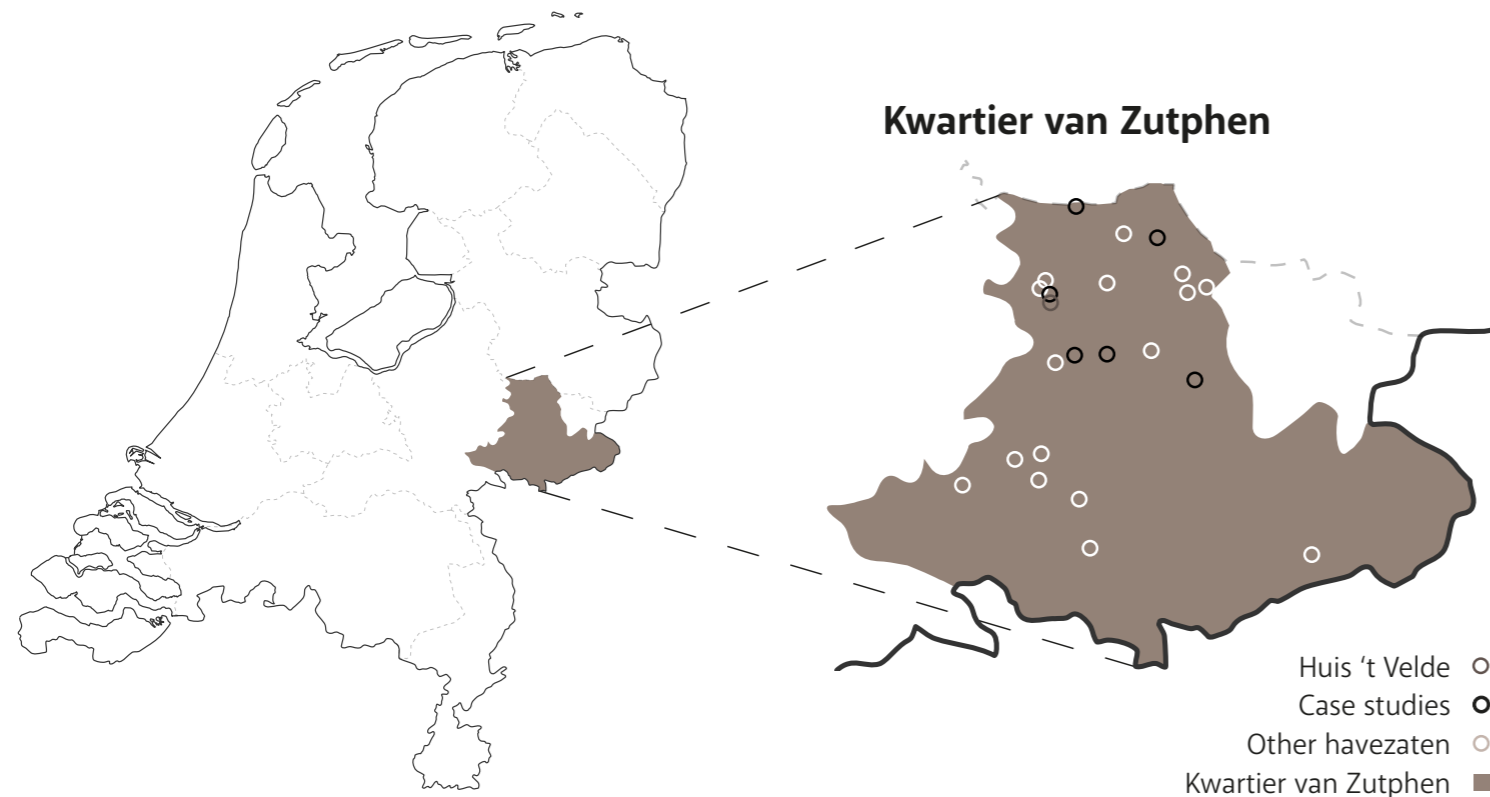 Kwartier van Zutphen
Huis ‘t Velde
Case studies
Other havezaten
Kwartier van Zutphen